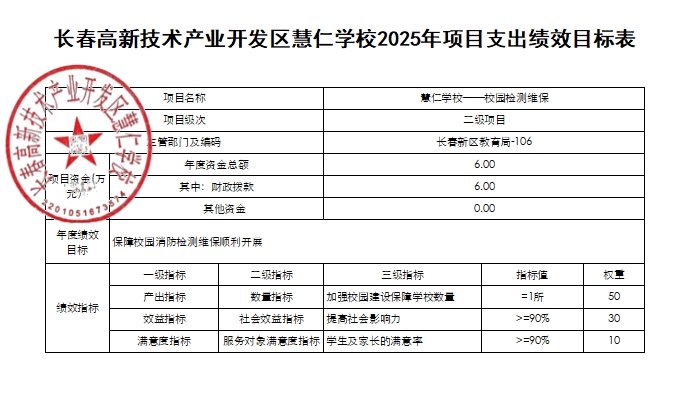 长春高新技术产业开发区慧仁学校2025年项目支出绩效目标表
项目名称 慧仁学校——校园检测维保
项目级次 二级项目
主管部门及编码 长春新区教育局-106
项目资金(万元) 年度资金总额 6.00
其中：财政拨款 6.00
其他资金 0.00
年度绩效目标 保障校园消防检测维保顺利开展
绩效指标 一级指标 二级指标 三级指标 指标值 权重
产出指标 数量指标 加强校园建设保障学校数量 =1所 50
效益指标 社会效益指标 提高社会影响力 >=90% 30
满意度指标 服务对象满意度指标 学生及家长的满意率 >=90% 10
长春高新技术产业开发区慧仁学校
2201051673374